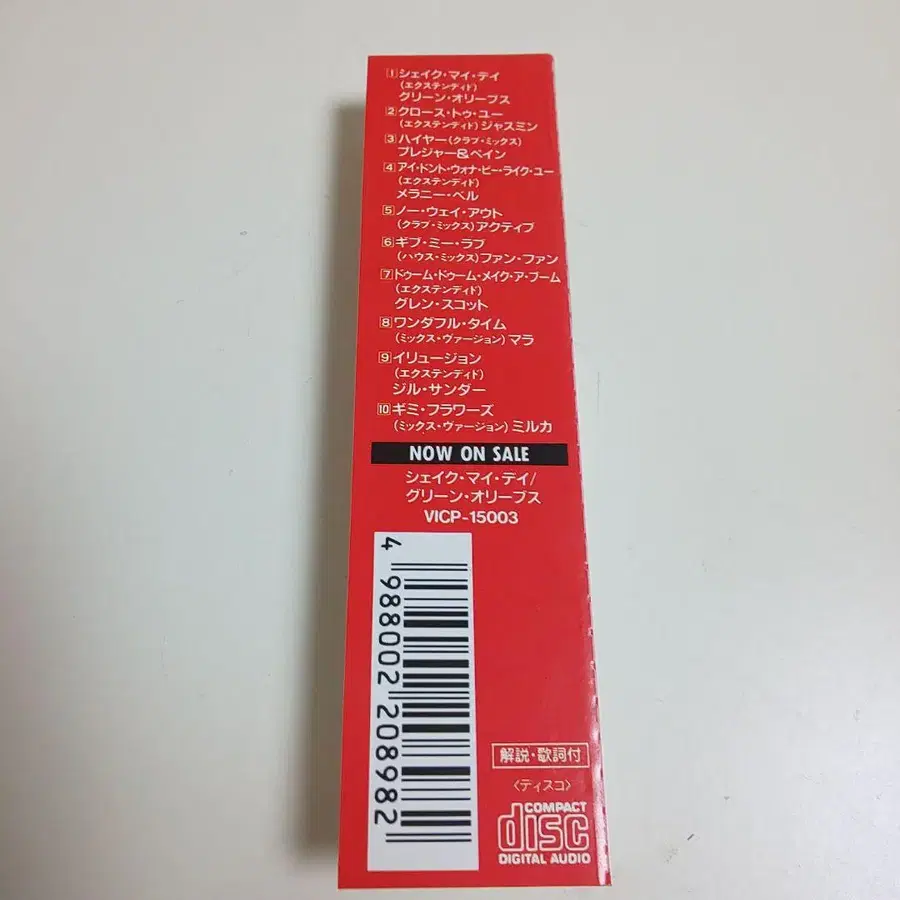 1 シェイク・マイ・デイ
(エクステンディド)
グリーン・オリーブス
2 クロース・トゥ・ユー
(エクステンディド) ジャスミン
3 ハイヤー(クラブ・ミックス)
プレジャー&ペイン
4 アイ・ドント・ウォナ・ビー・ライク・ユー
(エクステンディド)
メラニー・ベル
5 ノー・ウェイ・アウト
(クラブ・ミックス) アクティブ
6 ギブ・ミー・ラブ
(ハウス・ミックス) ファン・ファン
7 ドゥーム・ドゥーム・メイク・ア・ブーム
(エクステンディド)
グレン・スコット
8 ワンダフル・タイム
(ミックス・ヴァージョン) マラ
9 イリュージョン
(エクステンディド)
ジル・サンダー
10 ギミ・フラワーズ
(ミックス・ヴァージョン) ミルカ
NOW ON SALE
シェイク・マイ・デイ/
グリーン・オリーブス
VICP-15003
4 988002 208982
解説・歌詞付
〈ディスコ〉
COMPACT
disc
DIGITAL AUDIO